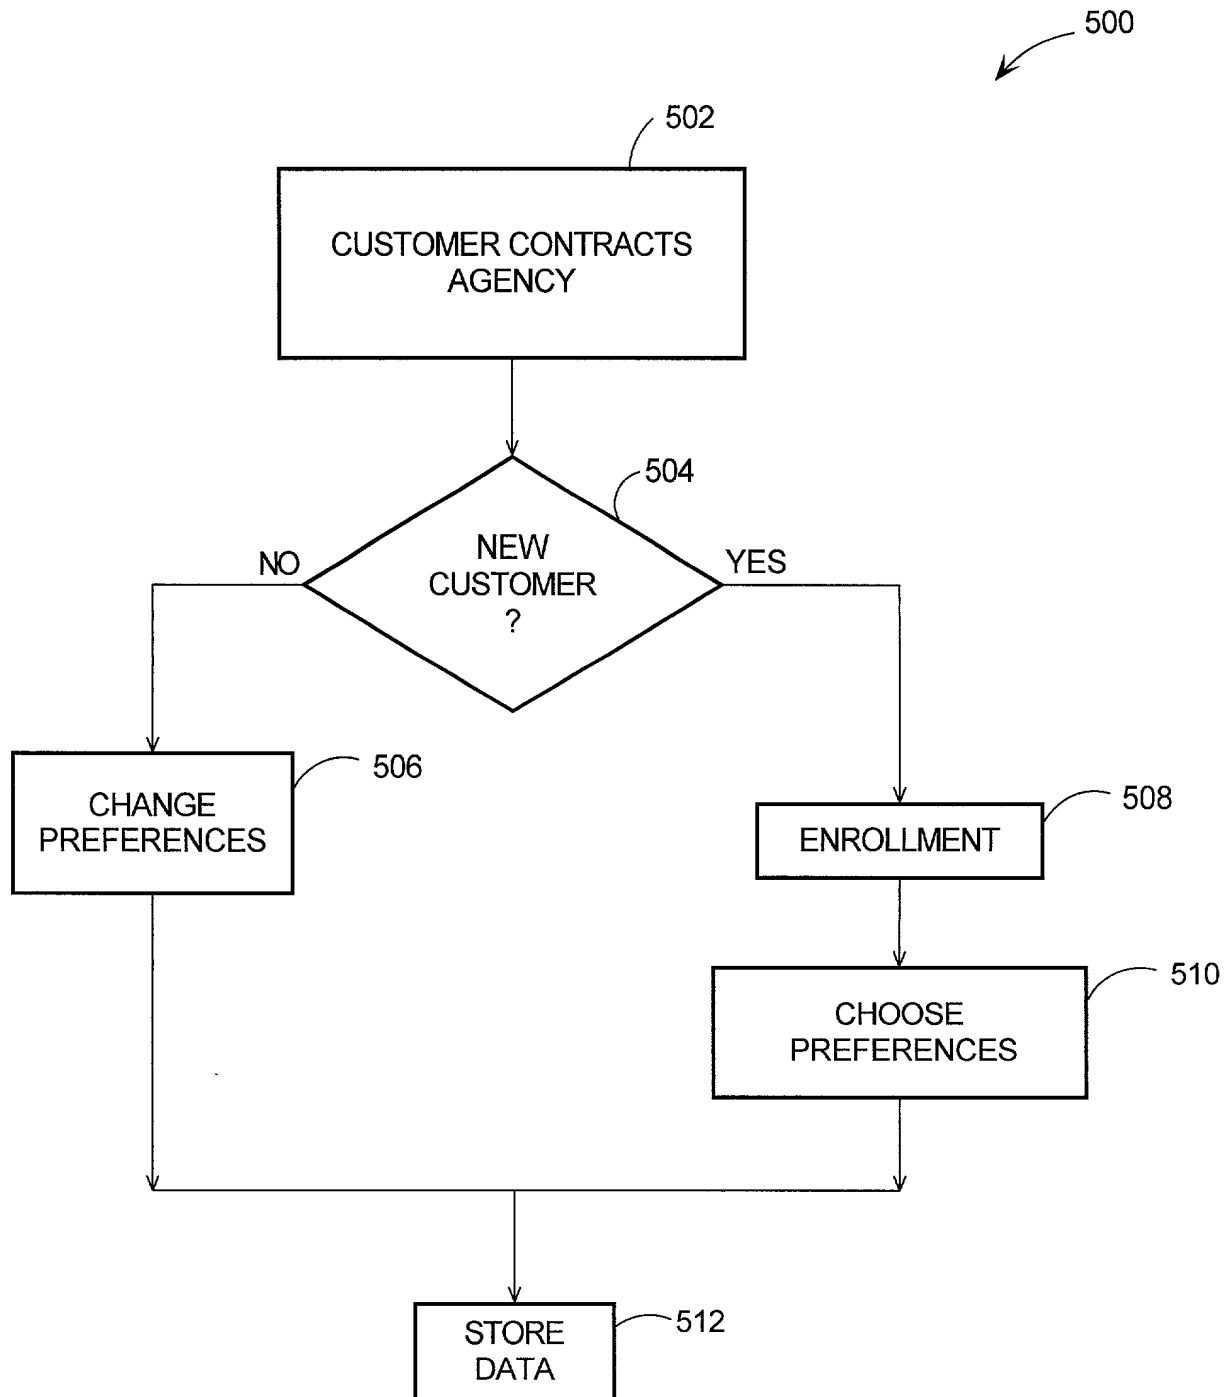 500
502
CUSTOMER CONTRACTS
AGENCY
504
NEW
CUSTOMER
?
NO
YES
506
CHANGE
PREFERENCES
508
ENROLLMENT
510
CHOOSE
PREFERENCES
512
STORE
DATA